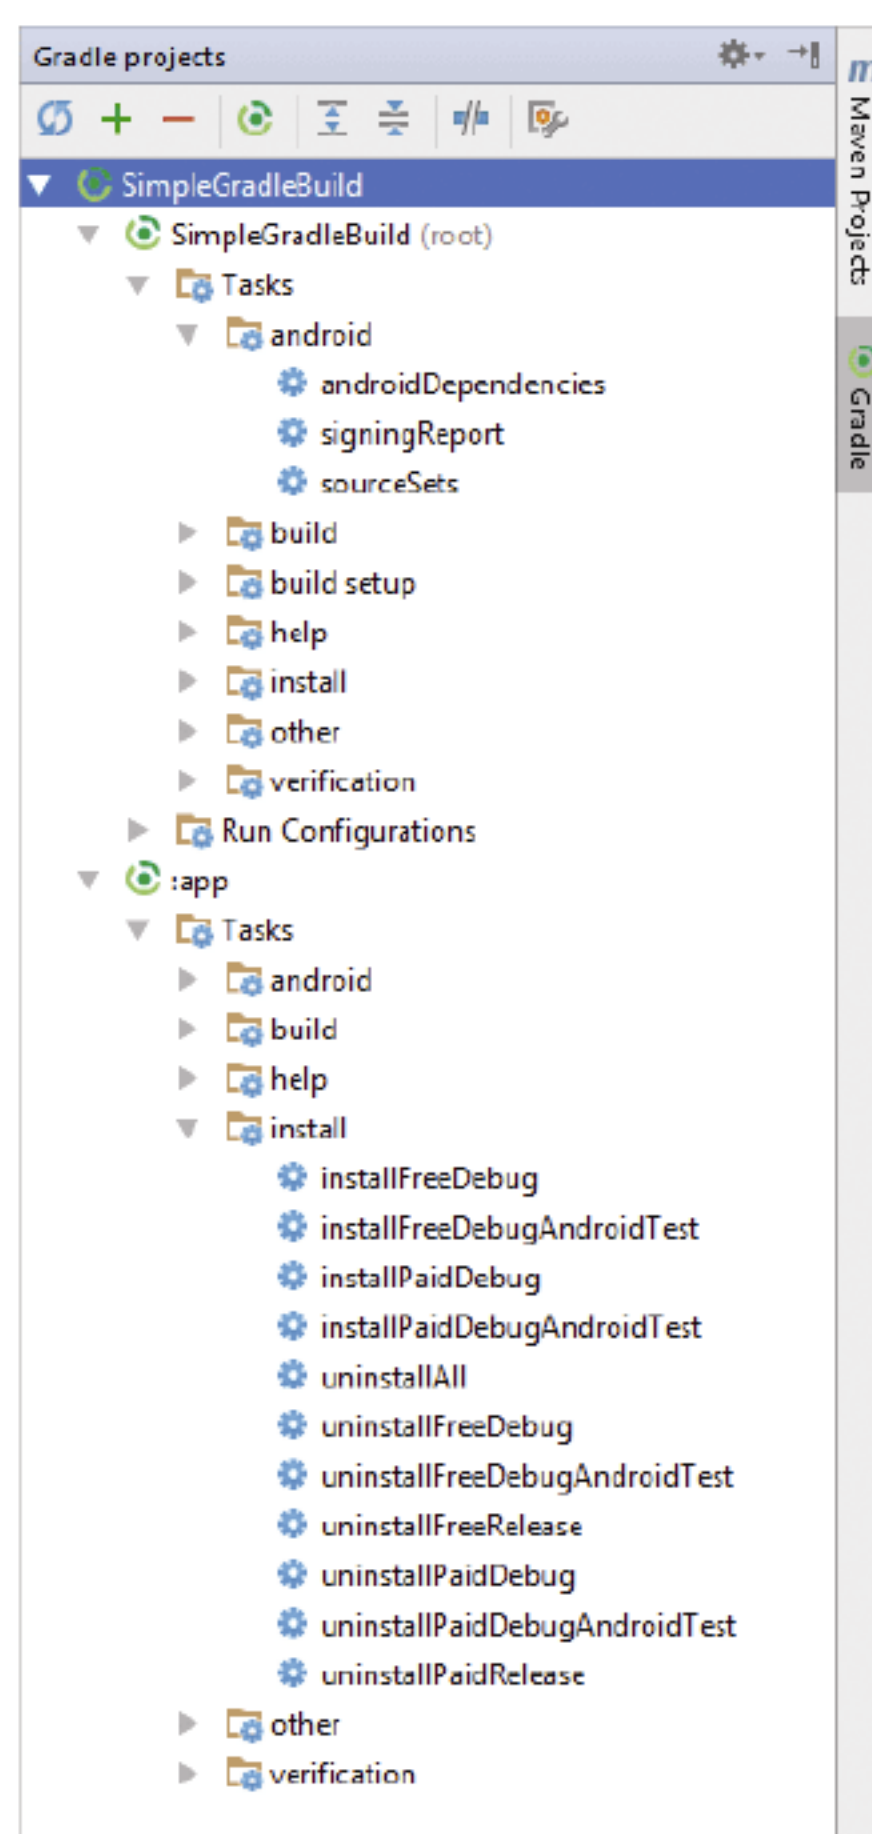 Gradle projects
SimpleGradleBuild
SimpleGradleBuild (root)
Tasks
android
androidDependencies
signingReport
sourceSets
build
build setup
help
install
other
verification
Run Configurations
:app
Tasks
android
build
help
install
installFreeDebug
installFreeDebugAndroidTest
installPaidDebug
installPaidDebugAndroidTest
uninstallAll
uninstallFreeDebug
uninstallFreeDebugAndroidTest
uninstallFreeRelease
uninstallPaidDebug
uninstallPaidDebugAndroidTest
uninstallPaidRelease
other
verification
m Maven Projects
Gradle